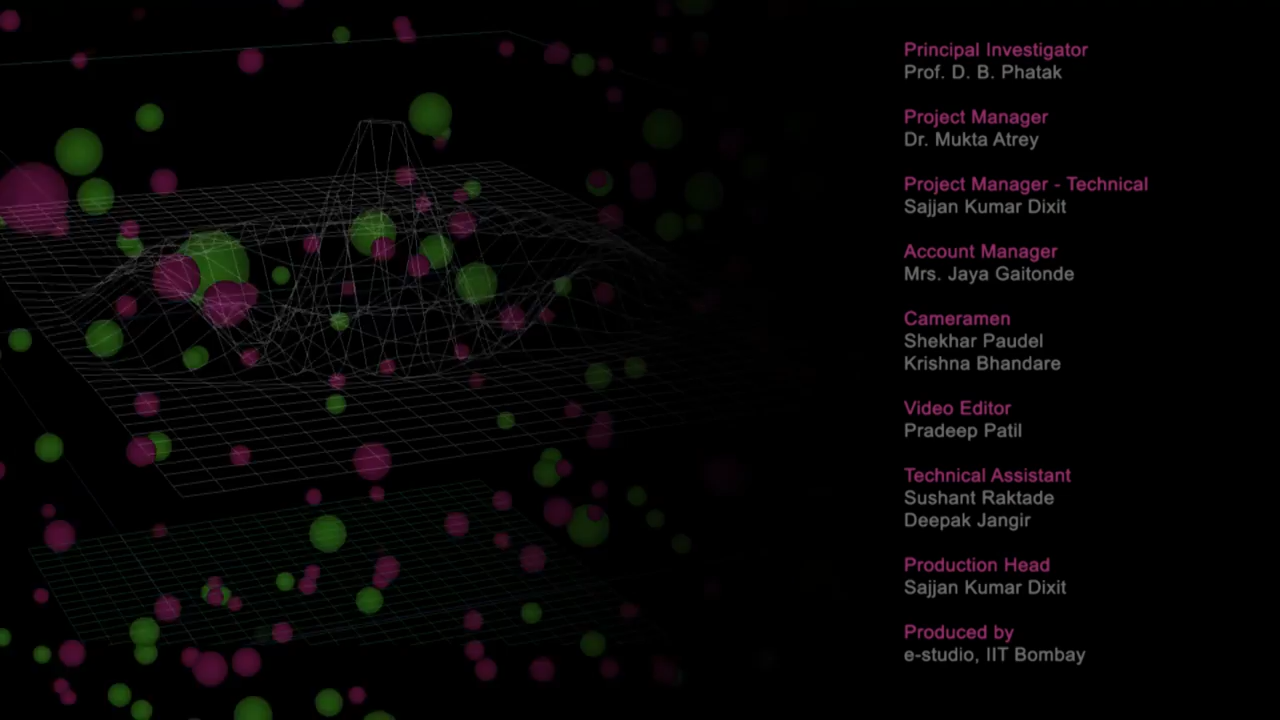 Principal Investigator
Prof. D. B. Phatak
Project Manager
Dr. Mukta Atrey
Project Manager - Technical
Sajjan Kumar Dixit
Account Manager
Mrs. Jaya Gaitonde
Cameramen
Shekhar Paudel
Krishna Bhandare
Video Editor
Pradeep Patil
Technical Assistant
Sushant Raktade
Deepak Jangir
Production Head
Sajjan Kumar Dixit
Produced by
e-studio, IIT Bombay